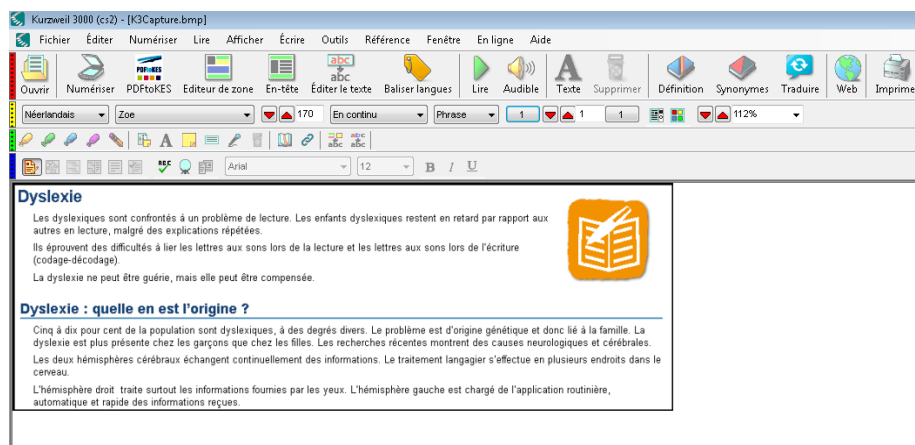 Kurzweil 3000 (cs2) - [K3Capture.bmp]
Fichier Éditer Numériser Lire Afficher Écrire Outils Référence Fenêtre En ligne Aide
PDFtoKES abc
Ouvrir Numériser PDFtoKES Editeur de zone En-tête Éditer le texte Baliser langues Lire Audible Texte Supprimer Définition Synonymes Traduire Web Imprime
Néerlandais Zoe 170 En continu Phrase 1 1 1 112%
A abc abc abc abc
ABC Arial 12 B I U
Dyslexie
Les dyslexiques sont confrontés à un problème de lecture. Les enfants dyslexiques restent en retard par rapport aux
autres en lecture, malgré des explications répétées.
Ils éprouvent des difficultés à lier les lettres aux sons lors de la lecture et les lettres aux sons lors de l'écriture
(codage-décodage).
La dyslexie ne peut être guérie, mais elle peut être compensée.
Dyslexie : quelle en est l'origine ?
Cinq à dix pour cent de la population sont dyslexiques, à des degrés divers. Le problème est d'origine génétique et donc lié à la famille. La
dyslexie est plus présente chez les garçons que chez les filles. Les recherches récentes montrent des causes neurologiques et cérébrales.
Les deux hémisphères cérébraux échangent continuellement des informations. Le traitement langagier s'effectue en plusieurs endroits dans le
cerveau.
L'hémisphère droit traite surtout les informations fournies par les yeux. L'hémisphère gauche est chargé de l'application routinière,
automatique et rapide des informations reçues.